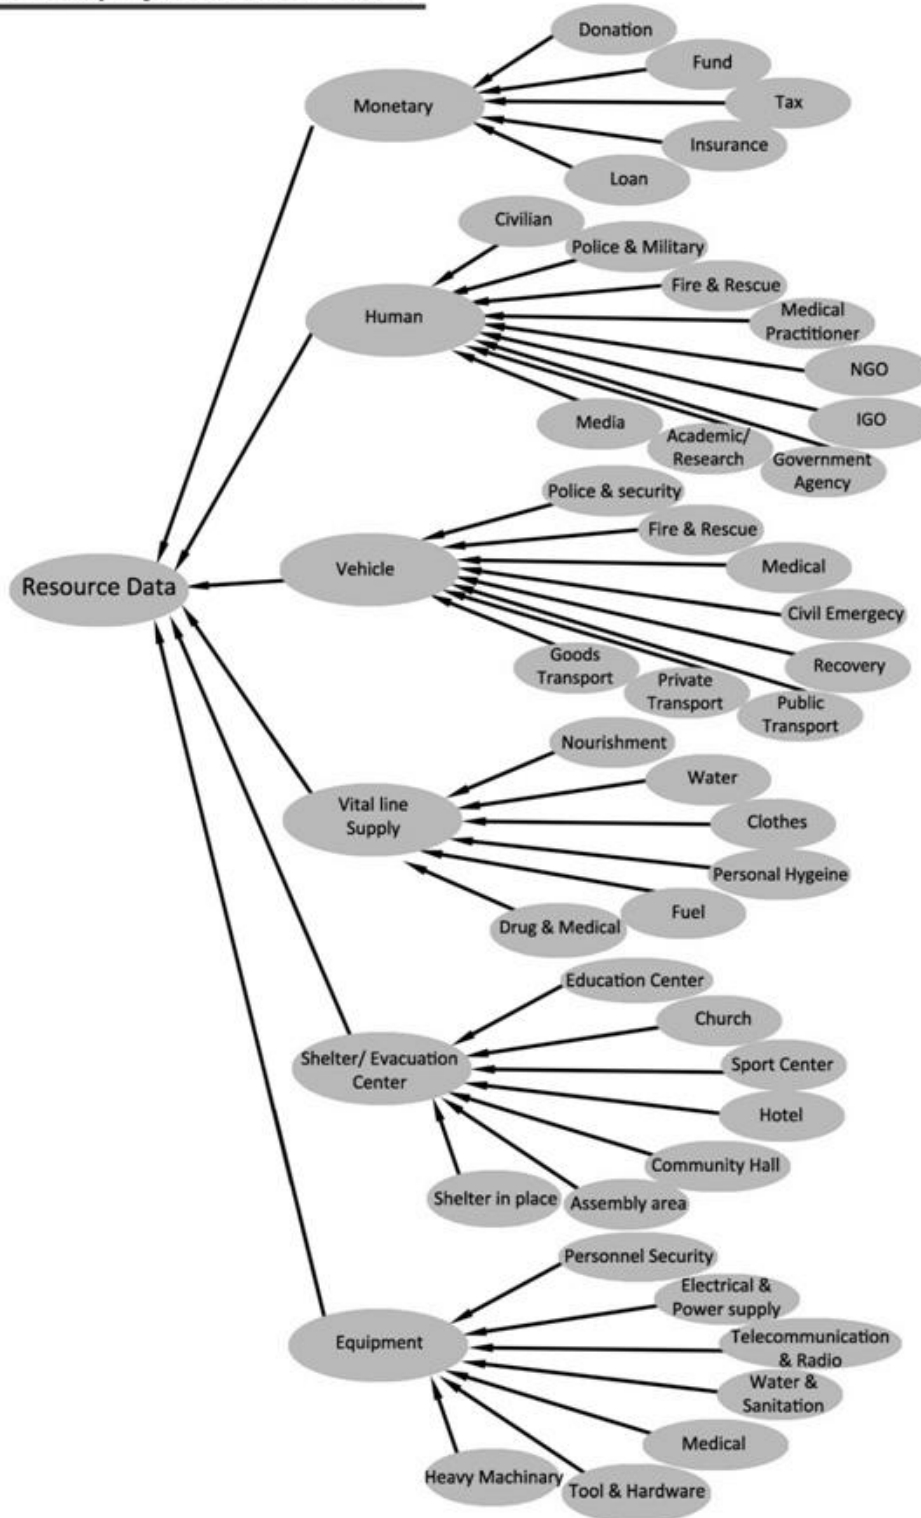 Donation
Fund
Monetary
Tax
Insurance
Loan
Civilian
Police & Military
Fire & Rescue
Human
Medical
Practitioner
NGO
IGO
Media
Academic/
Research
Government
Agency
Police & security
Fire & Rescue
Vehicle
Medical
Resource Data
Civil Emergecy
Recovery
Goods
Transport
Private
Transport
Public
Transport
Nourishment
Water
Vital line
Supply
Clothes
Personal Hygeine
Fuel
Drug & Medical
Education Center
Church
Shelter/ Evacuation
Center
Sport Center
Hotel
Community Hall
Shelter in place
Assembly area
Personnel Security
Electrical &
Power supply
Equipment
Telecommunication
& Radio
Water &
Sanitation
Medical
Heavy Machinary
Tool & Hardware